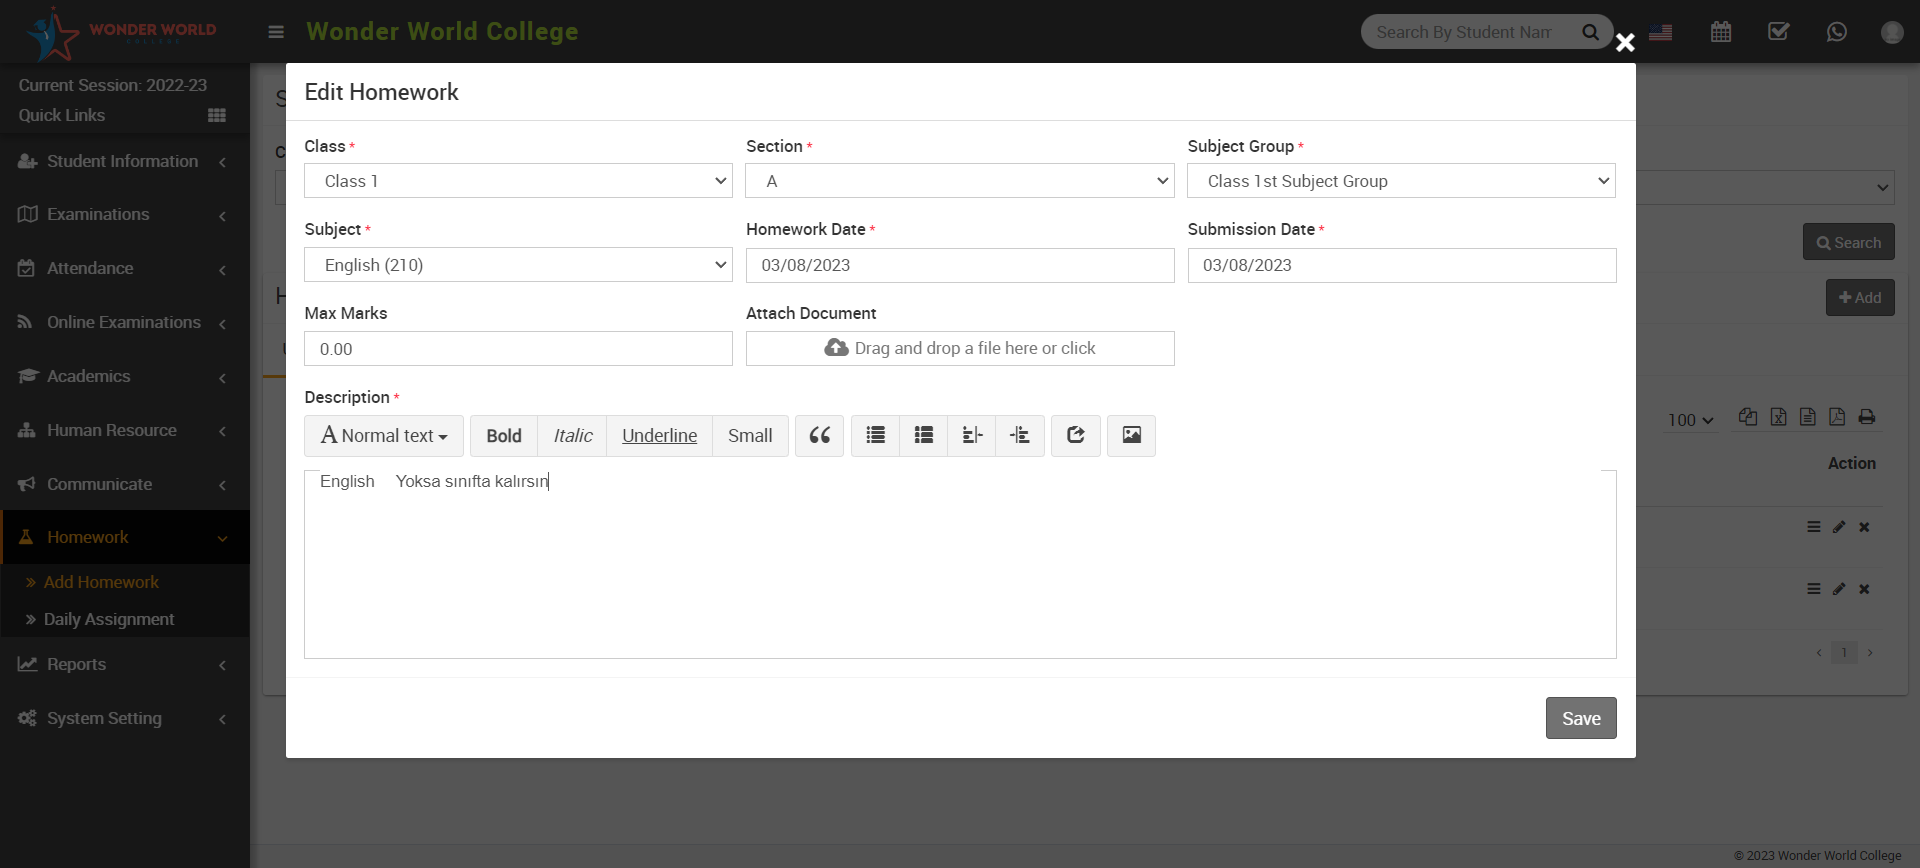 WONDER WORLD
COLLEGE
Wonder World College
Search By Student Nam
Current Session: 2022-23
Quick Links
Student Information
Examinations
Attendance
Online Examinations
Academics
Human Resource
Communicate
Homework
Add Homework
Daily Assignment
Reports
System Setting
Edit Homework
Class *
Section *
Subject Group *
Class 1
A
Class 1st Subject Group
Subject *
Homework Date *
Submission Date *
English (210)
03/08/2023
03/08/2023
Max Marks
Attach Document
0.00
Drag and drop a file here or click
Description *
A Normal text
Bold
Italic
Underline
Small
English Yoksa sınıfta kalırsın
Save
Search
Add
100
Action
1
© 2023 Wonder World College